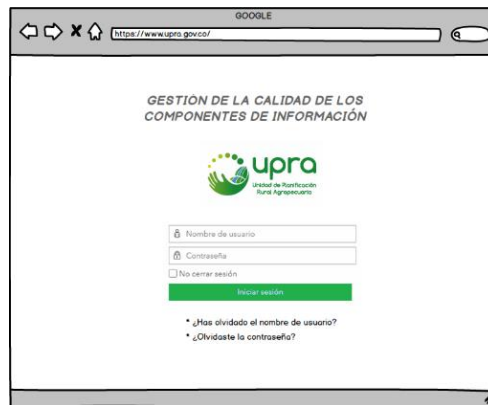 GOOGLE
https://www.upra.gov.co/
GESTIÓN DE LA CALIDAD DE LOS
COMPONENTES DE INFORMACIÓN
upra
Unidad de Planificación
Rural Agropecuaria
Nombre de usuario
Contraseña
No cerrar sesión
Iniciar sesión
* ¿Has olvidado el nombre de usuario?
* ¿Olvidaste la contraseña?